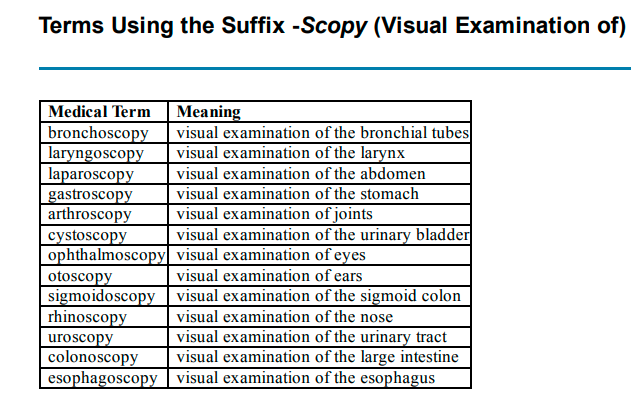 Terms Using the Suffix -Scopy (Visual Examination of)
Medical Term Meaning
bronchoscopy visual examination of the bronchial tubes
laryngoscopy visual examination of the larynx
laparoscopy visual examination of the abdomen
gastroscopy visual examination of the stomach
arthroscopy visual examination of joints
cystoscopy visual examination of the urinary bladder
ophthalmoscopy visual examination of eyes
otoscopy visual examination of ears
sigmoidoscopy visual examination of the sigmoid colon
rhinoscopy visual examination of the nose
uroscopy visual examination of the urinary tract
colonoscopy visual examination of the large intestine
esophagoscopy visual examination of the esophagus